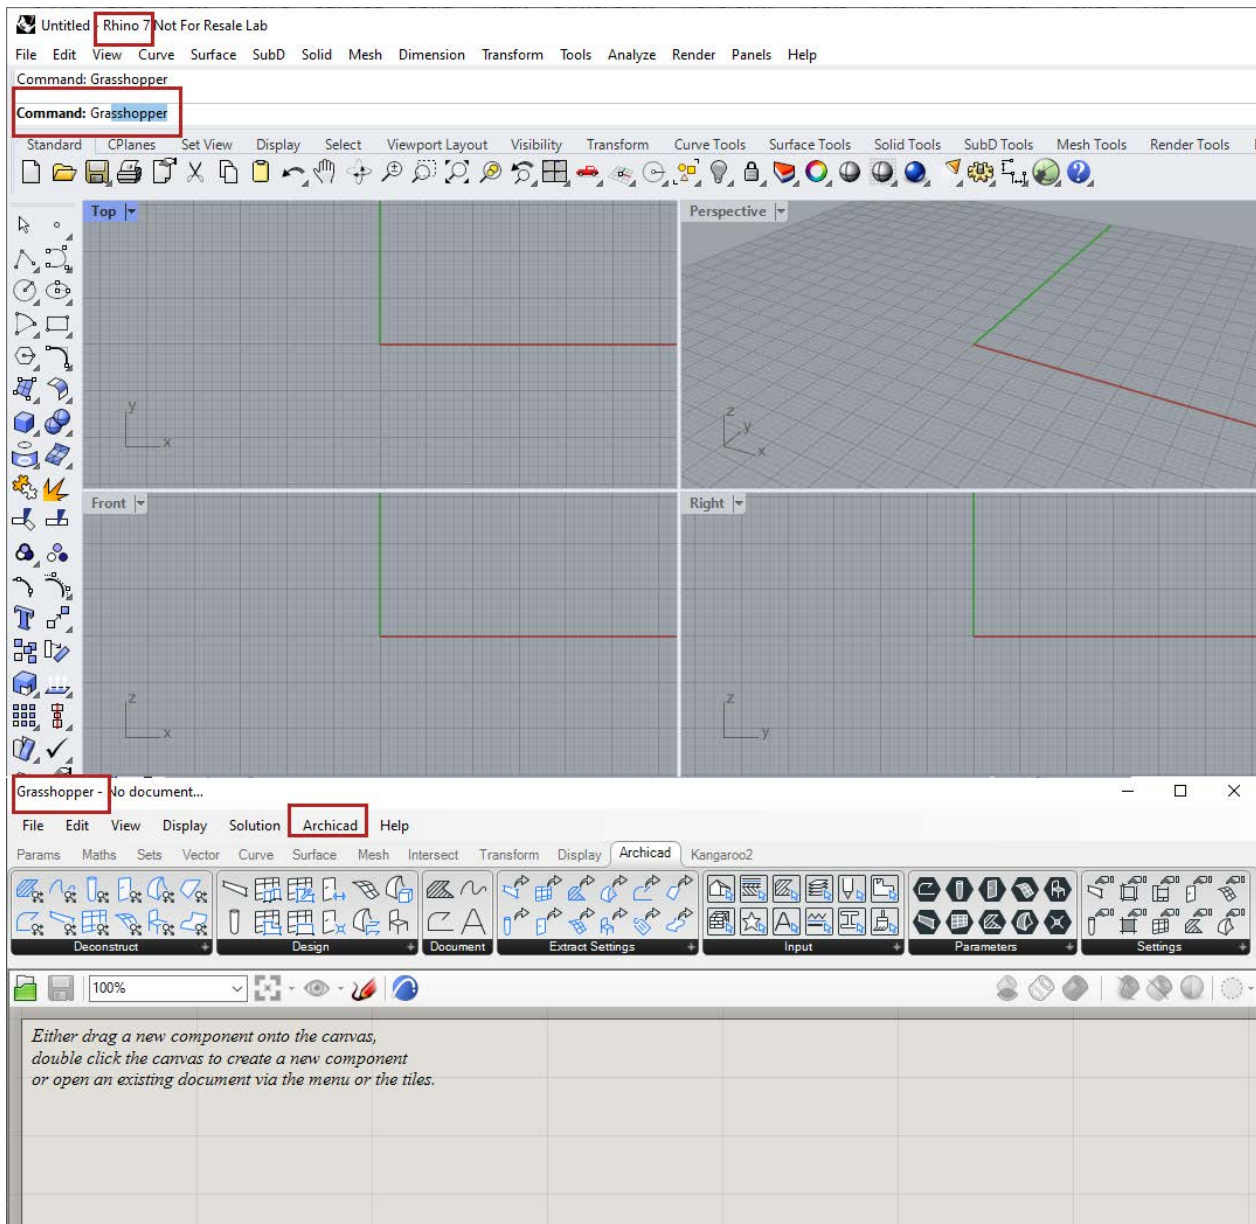 Untitled - Rhino 7 Not For Resale Lab
File Edit View Curve Surface SubD Solid Mesh Dimension Transform Tools Analyze Render Panels Help
Command: Grasshopper
Command: Grasshopper
Standard CPlanes Set View Display Select Viewport Layout Visibility Transform Curve Tools Surface Tools Solid Tools SubD Tools Mesh Tools Render Tools
Top
Perspective
y
x
z
y
x
Front
Right
z
x
z
y
Grasshopper - No document...
File Edit View Display Solution Archicad Help
Params Maths Sets Vector Curve Surface Mesh Intersect Transform Display Archicad Kangaroo2
Deconstruct Design Document Extract Settings Input Parameters Settings
100%
Either drag a new component onto the canvas,
double click the canvas to create a new component
or open an existing document via the menu or the tiles.